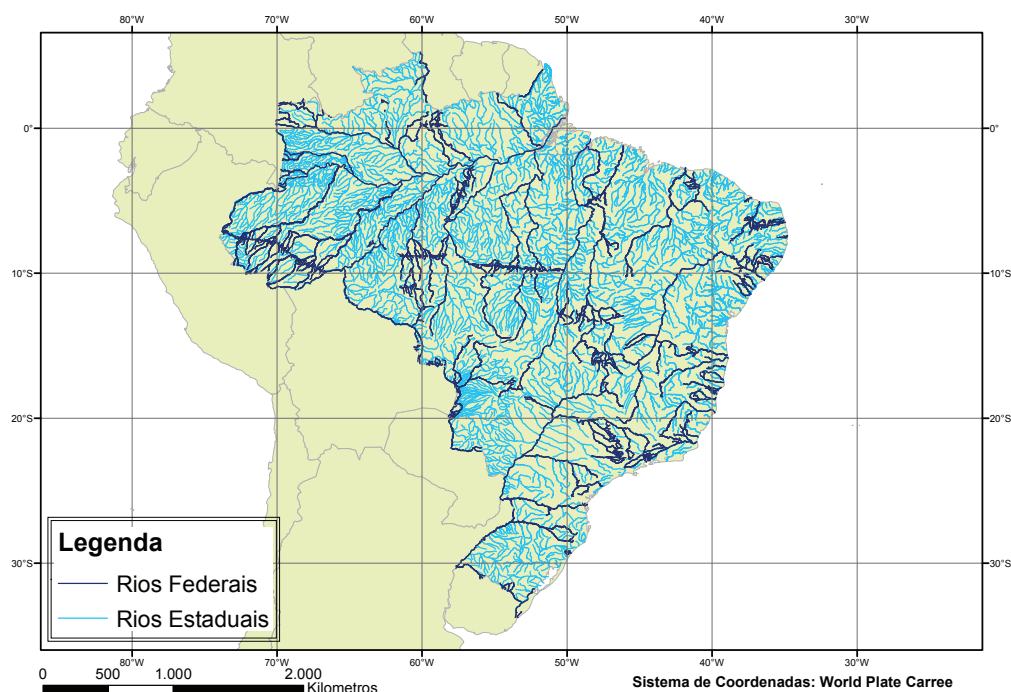 80°W 70°W 60°W 50°W 40°W 30°W
0° 0°
10°S 10°S
20°S 20°S
30°S 30°S
Legenda
Rios Federais
Rios Estaduais
80°W 70°W 60°W 50°W 40°W 30°W
0 500 1.000 2.000
Kilometros
Sistema de Coordenadas: World Plate Carree